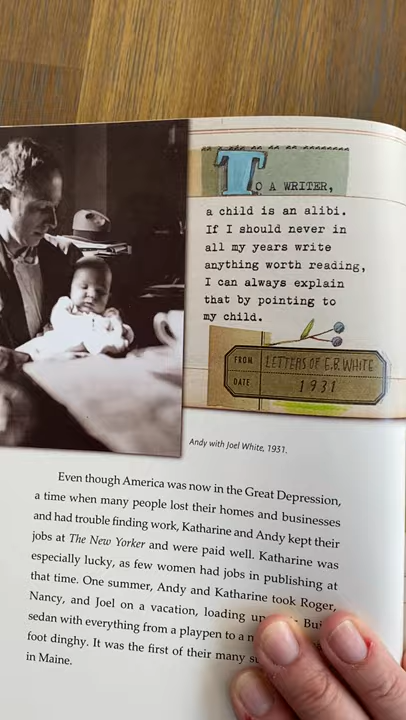 TO A WRITER,
a child is an alibi.
If I should never in
all my years write
anything worth reading,
I can always explain
that by pointing to
my child.
FROM LETTERS OF E.B. WHITE
DATE 1931
Andy with Joel White, 1931.
Even though America was now in the Great Depression,
a time when many people lost their homes and businesses
and had trouble finding work, Katharine and Andy kept their
jobs at The New Yorker and were paid well. Katharine was
especially lucky, as few women had jobs in publishing at
that time. One summer, Andy and Katharine took Roger,
Nancy, and Joel on a vacation, loading
sedan with everything from a playpen to a
foot dinghy. It was the first of their many
in Maine.